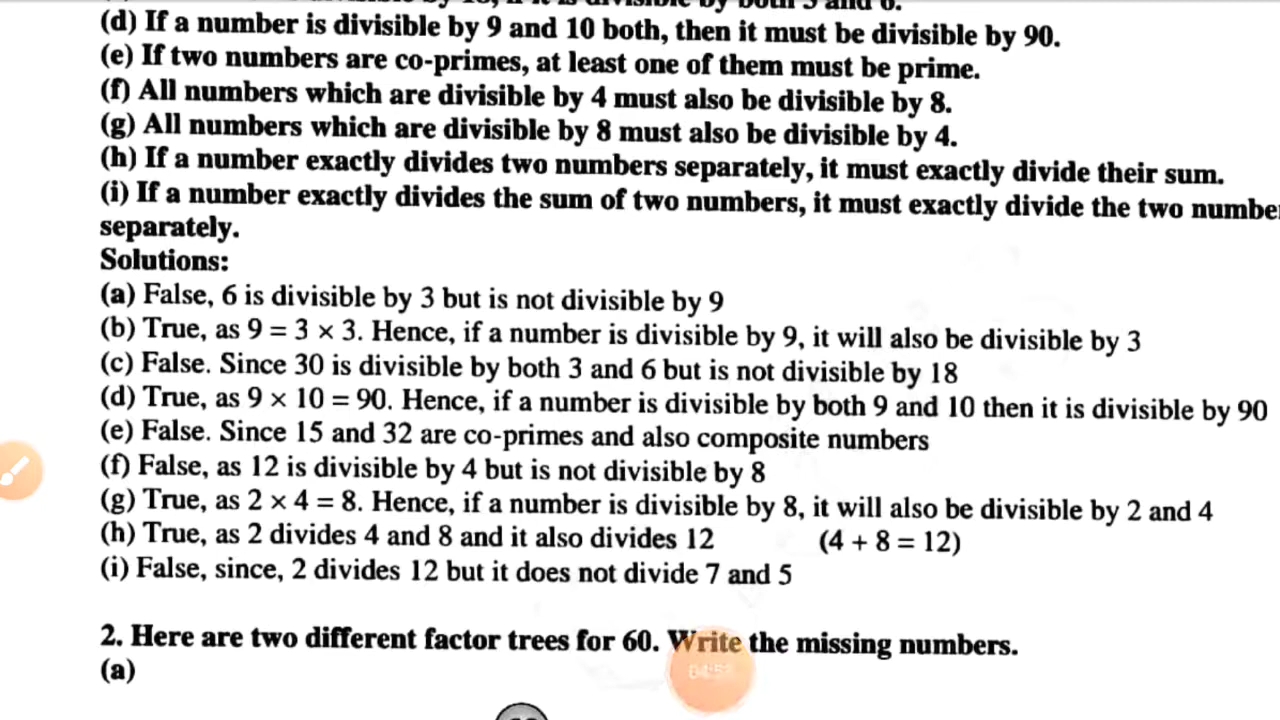 (d) If a number is divisible by 9 and 10 both, then it must be divisible by 90.
(e) If two numbers are co-primes, at least one of them must be prime.
(f) All numbers which are divisible by 4 must also be divisible by 8.
(g) All numbers which are divisible by 8 must also be divisible by 4.
(h) If a number exactly divides two numbers separately, it must exactly divide their sum.
(i) If a number exactly divides the sum of two numbers, it must exactly divide the two
separately.
Solutions:
(a) False, 6 is divisible by 3 but is not divisible by 9
(b) True, as 9 = 3 × 3. Hence, if a number is divisible by 9, it will also be divisible by 3
(c) False. Since 30 is divisible by both 3 and 6 but is not divisible by 18
(d) True, as 9 × 10 = 90. Hence, if a number is divisible by both 9 and 10 then it is divisible by 90
(e) False. Since 15 and 32 are co-primes and also composite numbers
(f) False, as 12 is divisible by 4 but is not divisible by 8
(g) True, as 2 × 4 = 8. Hence, if a number is divisible by 8, it will also be divisible by 2 and 4
(h) True, as 2 divides 4 and 8 and it also divides 12 (4 + 8 = 12)
(i) False, since, 2 divides 12 but it does not divide 7 and 5
2. Here are two different factor trees for 60. Write the missing numbers.
(a)